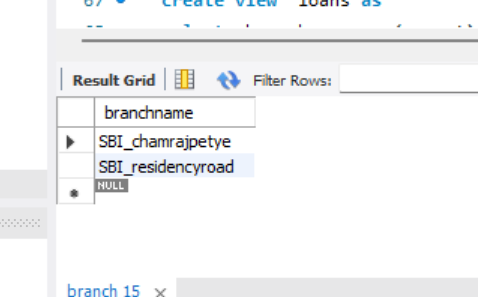 67 create view loans as
Result Grid Filter Rows:
branchname
SBI_chamrajpetye
SBI_residencyroad
NULL
branch 15 ×